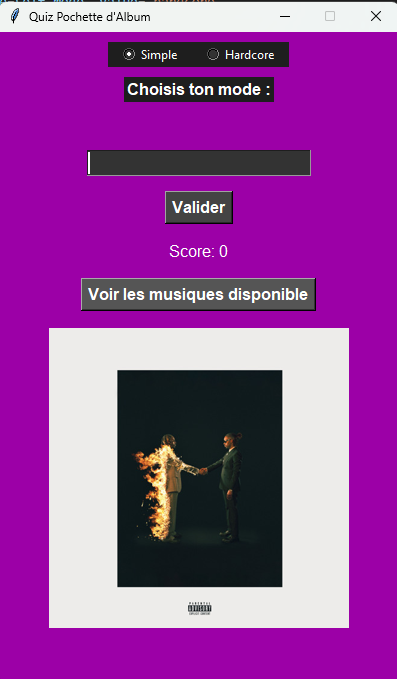 Quiz Pochette d'Album
Simple Hardcore
Choisis ton mode :
Valider
Score: 0
Voir les musiques disponible
PARENTAL
ADVISORY
EXPLICIT CONTENT